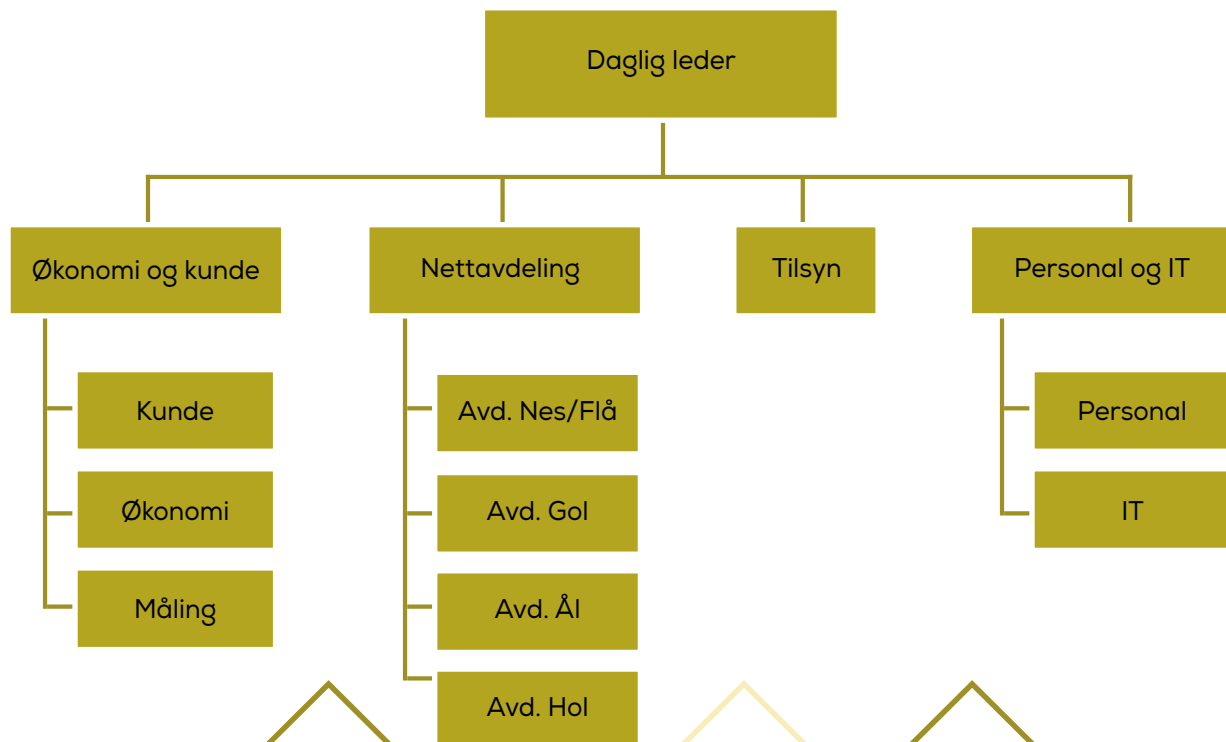 Daglig leder
Økonomi og kunde
Nettavdeling
Tilsyn
Personal og IT
Kunde
Økonomi
Måling
Avd. Nes/Flå
Avd. Gol
Avd. Ål
Avd. Hol
Personal
IT